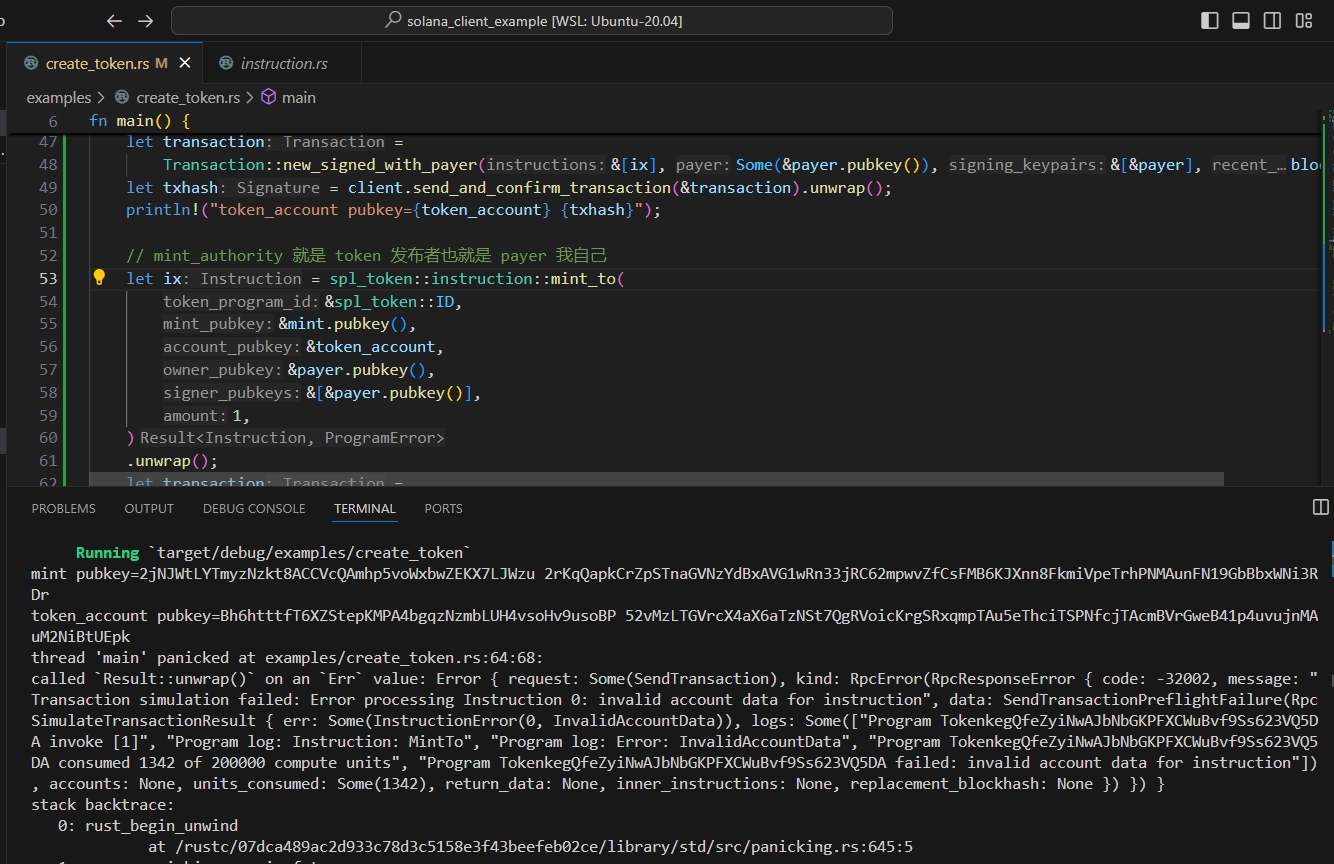 solana_client_example [WSL: Ubuntu-20.04]
create_token.rs M
instruction.rs
examples > create_token.rs > main
6 fn main() {
47 let transaction: Transaction =
48 Transaction::new_signed_with_payer(instructions: &[ix], payer: Some(&payer.pubkey()), signing_keypairs: &[&payer], recent_… blo
49 let txhash: Signature = client.send_and_confirm_transaction(&transaction).unwrap();
50 println!("token_account pubkey={token_account} {txhash}");
51
52 // mint_authority 就是 token 发布者也就是 payer 我自己
53 let ix: Instruction = spl_token::instruction::mint_to(
54 token_program_id: &spl_token::ID,
55 mint_pubkey: &mint.pubkey(),
56 account_pubkey: &token_account,
57 owner_pubkey: &payer.pubkey(),
58 signer_pubkeys: &[&payer.pubkey()],
59 amount: 1,
60 ) Result<Instruction, ProgramError>
61 .unwrap();
62 let transaction: Transaction =
PROBLEMS OUTPUT DEBUG CONSOLE TERMINAL PORTS
Running `target/debug/examples/create_token`
mint pubkey=2jNJWtLYTmyzNzkt8ACCVcQAmhp5voWxbwZEKX7LJWzu 2rKqQapkCrZpSTnaGVNzYdBxAVG1wRn33jRC62mpwvZfCsFMB6KJXnn8FkmiVpeTrhPNMAunFN19GbBbxWNi3R
Dr
token_account pubkey=Bh6htttfT6XZStepKMPA4bgqzNzmbLUH4vsoHv9usoBP 52vMzLTGVrcX4aX6aTzNSt7QgRVoicKrgSRxqmpTAu5eThciTSPNfcjTAcmBVrGweB41p4uvujnMA
uM2NiBtUEpk
thread 'main' panicked at examples/create_token.rs:64:68:
called `Result::unwrap()` on an `Err` value: Error { request: Some(SendTransaction), kind: RpcError(RpcResponseError { code: -32002, message: "
Transaction simulation failed: Error processing Instruction 0: invalid account data for instruction", data: SendTransactionPreflightFailure(Rpc
SimulateTransactionResult { err: Some(InstructionError(0, InvalidAccountData)), logs: Some(["Program TokenkegQfeZyiNwAJbNbGKPFXCWuBvf9Ss623VQ5D
A invoke [1]", "Program log: Instruction: MintTo", "Program log: Error: InvalidAccountData", "Program TokenkegQfeZyiNwAJbNbGKPFXCWuBvf9Ss623VQ5
DA consumed 1342 of 200000 compute units", "Program TokenkegQfeZyiNwAJbNbGKPFXCWuBvf9Ss623VQ5DA failed: invalid account data for instruction"])
, accounts: None, units_consumed: Some(1342), return_data: None, inner_instructions: None, replacement_blockhash: None }) }) }
stack backtrace:
0: rust_begin_unwind
at /rustc/07dca489ac2d933c78d3c5158e3f43beefeb02ce/library/std/src/panicking.rs:645:5